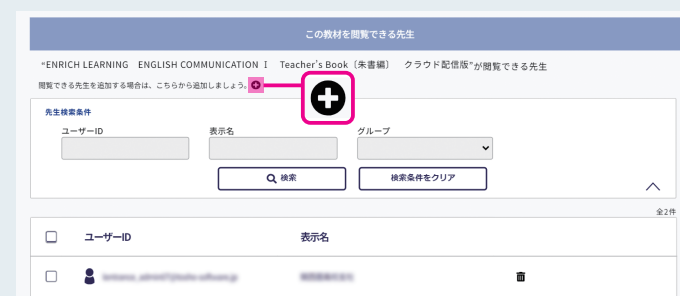 この教材を閲覧できる先生
“ENRICH LEARNING ENGLISH COMMUNICATION Ⅰ Teacher's Book〔朱書編〕 クラウド配信版”が閲覧できる先生
閲覧できる先生を追加する場合は、こちらから追加しましょう。
先生検索条件
ユーザーID 表示名 グループ
検索 検索条件をクリア
全2件
ユーザーID 表示名